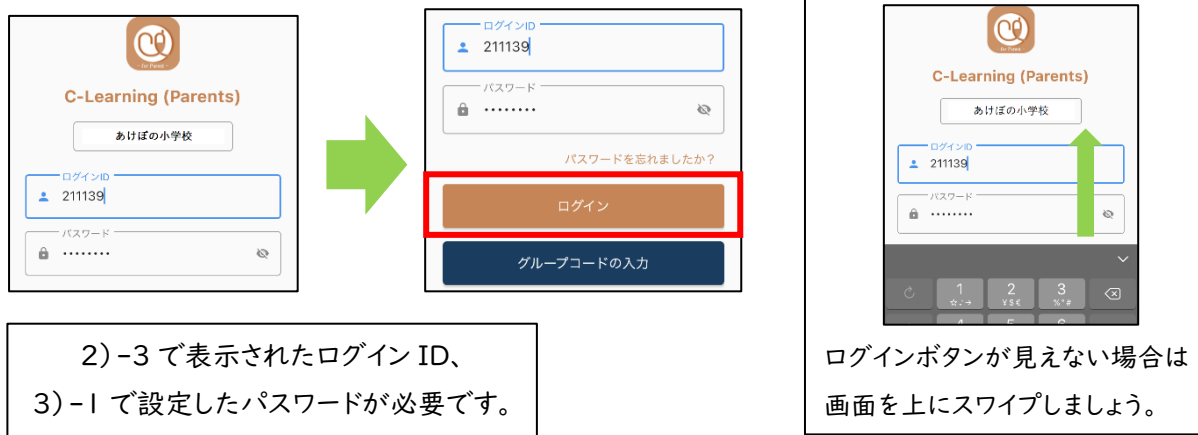 for Parent
C-Learning (Parents)
あけぼの小学校
ログインID
211139
パスワード
••••••••
ログインID
211139
パスワード
••••••••
パスワードを忘れましたか？
ログイン
グループコードの入力
2）-3で表示されたログインID、
3）-1で設定したパスワードが必要です。
C-Learning (Parents)
あけぼの小学校
ログインID
211139
パスワード
••••••••
1 2 3
☆♪→ ¥$€ %°#
ログインボタンが見えない場合は
画面を上にスワイプしましょう。